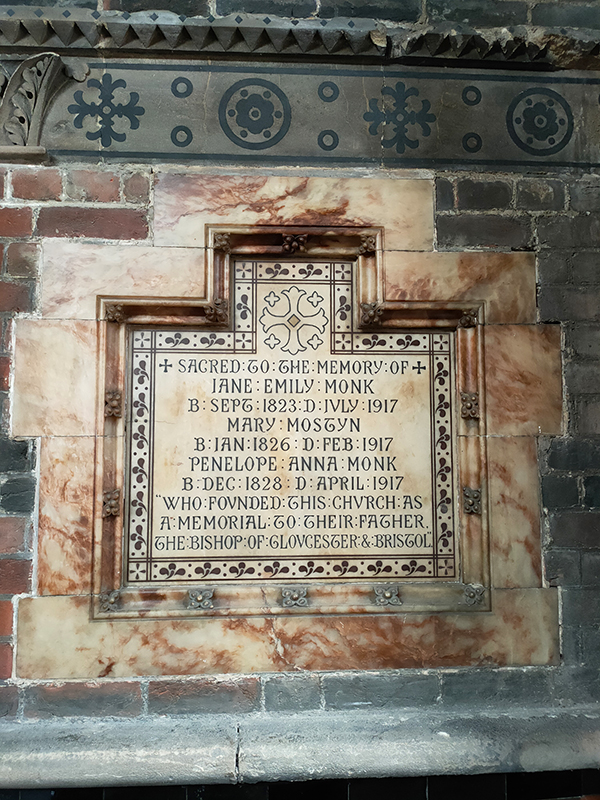 + SACRED : TO : THE : MEMORY : OF +
JANE : EMILY : MONK
B : SEPT : 1823 : D : JVLY : 1917
MARY : MOSTYN
B : JAN : 1826 : D : FEB : 1917
PENELOPE : ANNA : MONK
B : DEC : 1828 : D : APRIL : 1917
"WHO : FOVNDED : THIS : CHVRCH : AS
A : MEMORIAL : TO : THEIR : FATHER.
THE : BISHOP : OF : GLOVCESTER : & : BRISTOL".